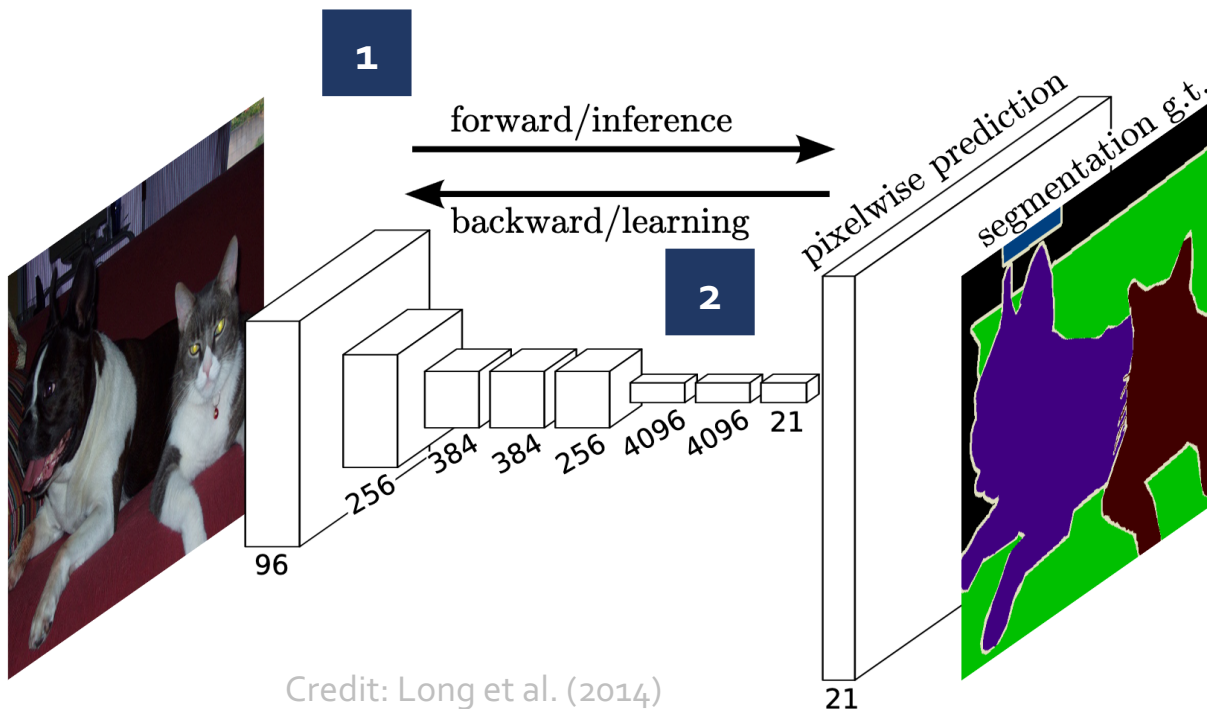 1
forward/inference
backward/learning
2
pixelwise prediction
segmentation g.t.
96
256
384
384
256
4096
4096
21
21
Credit: Long et al. (2014)